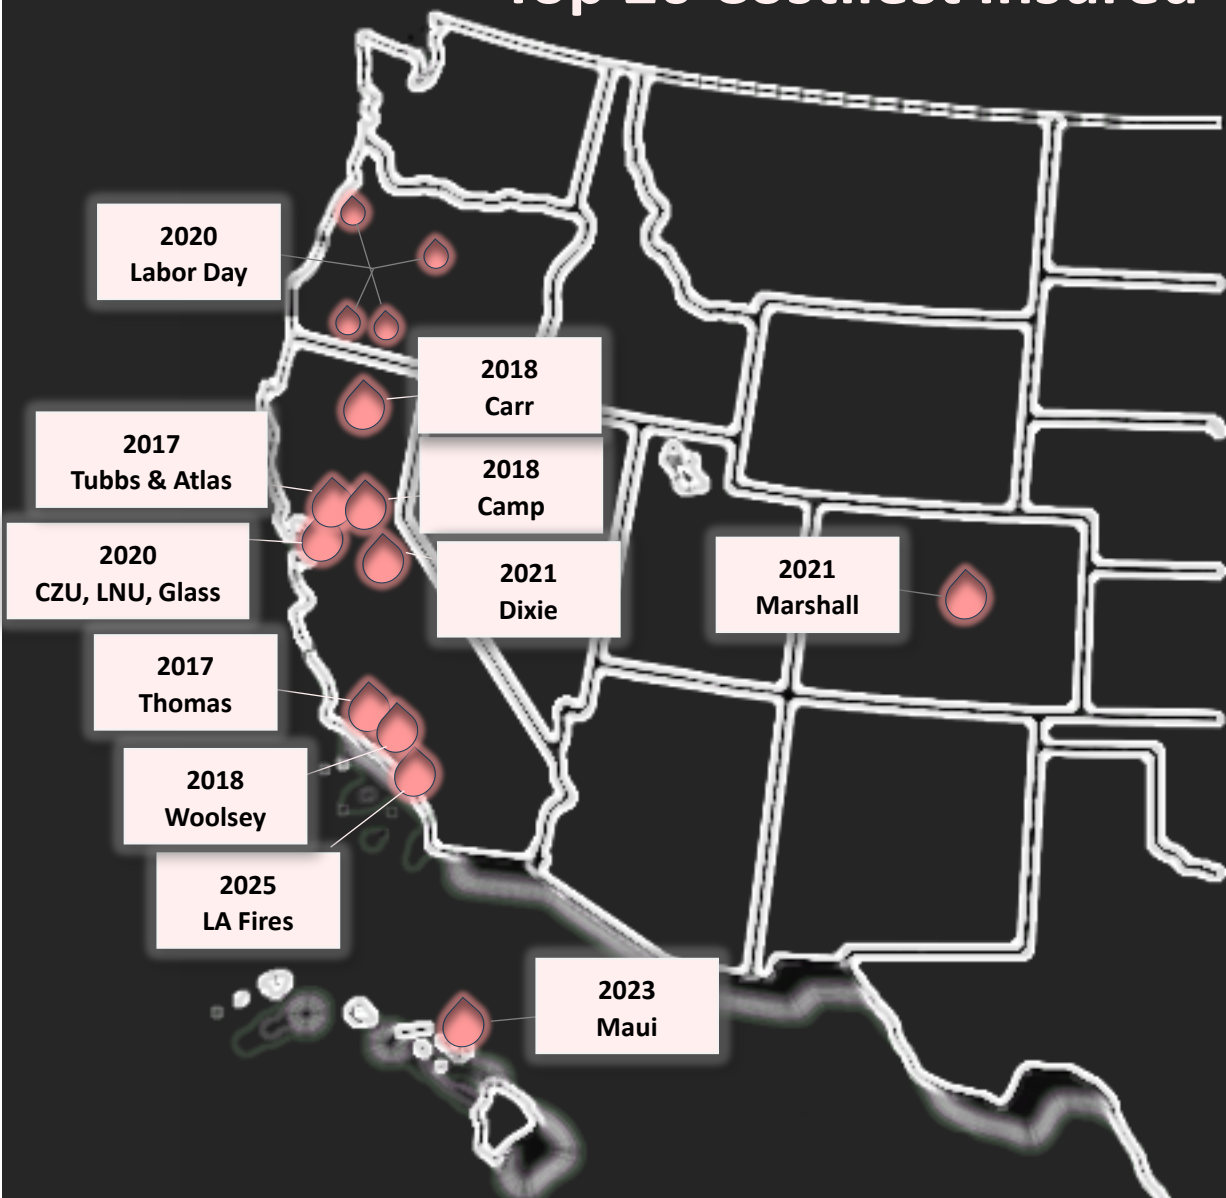 Top 20 Costliest Insured
2020
Labor Day
2018
Carr
2017
Tubbs & Atlas
2018
Camp
2020
CZU, LNU, Glass
2021
Dixie
2021
Marshall
2017
Thomas
2018
Woolsey
2025
LA Fires
2023
Maui